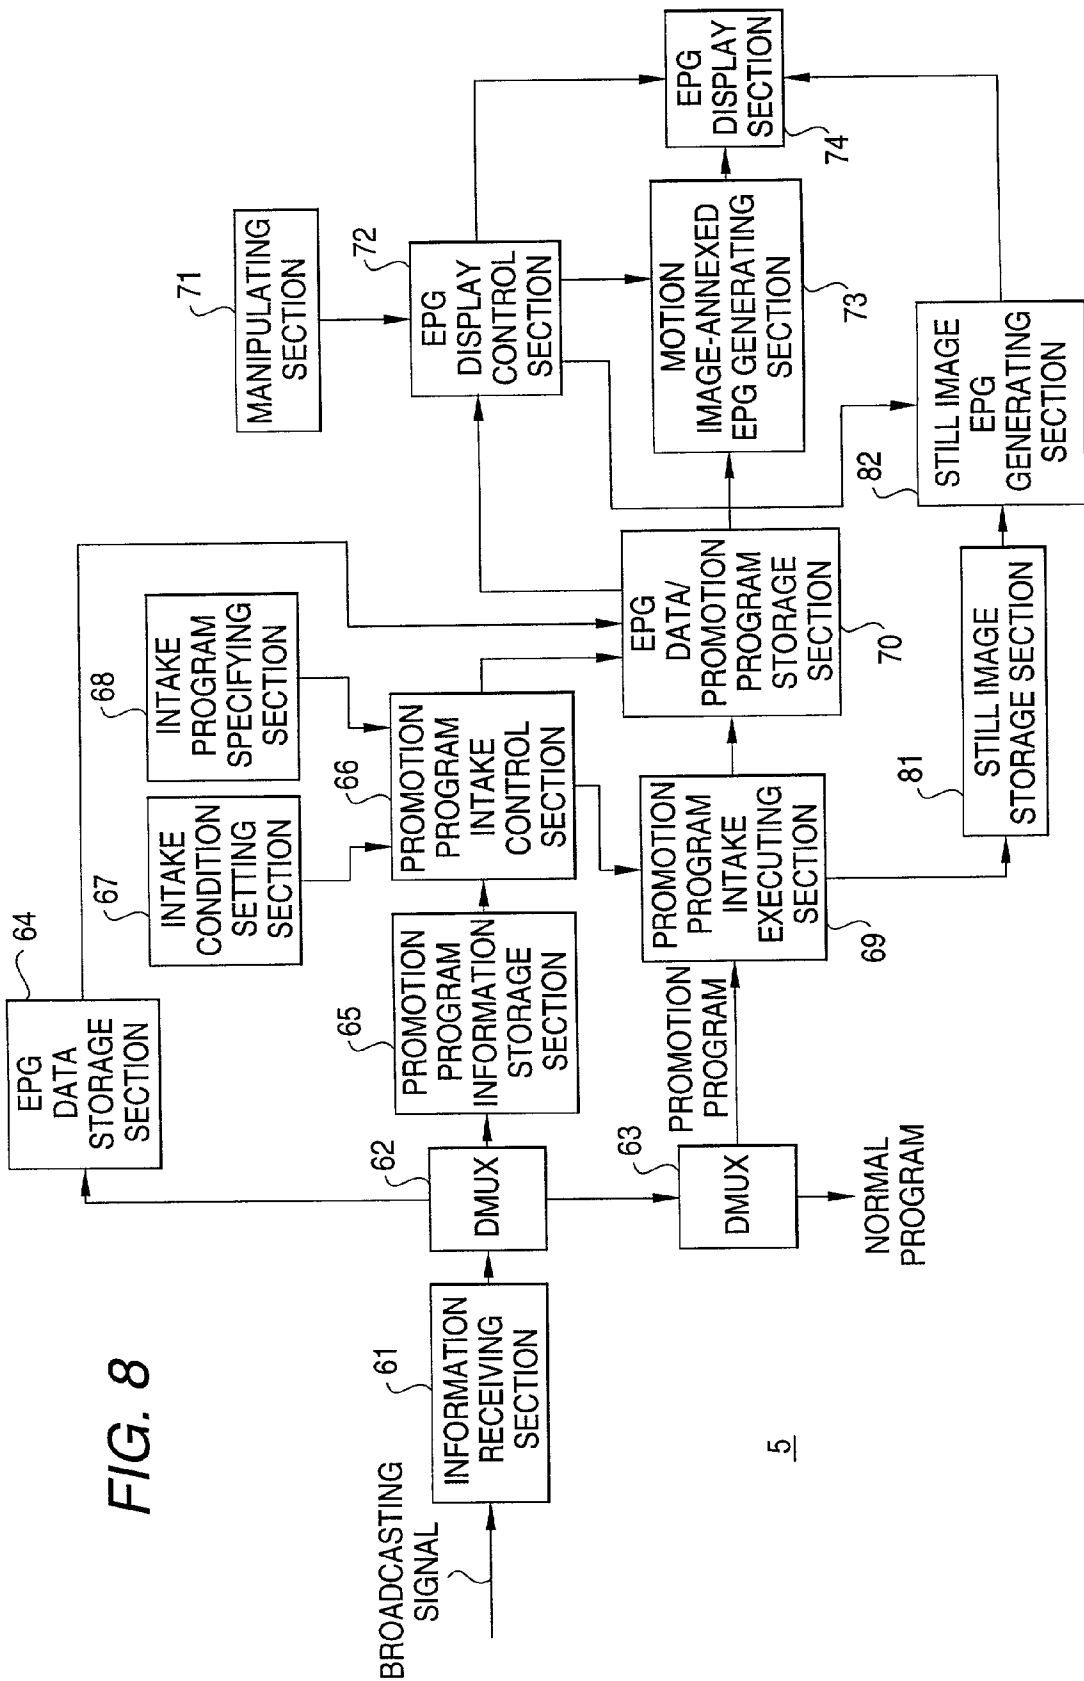 FIG. 8
BROADCASTING
SIGNAL
61
INFORMATION
RECEIVING
SECTION
62
DMUX
63
DMUX
NORMAL
PROGRAM
PROMOTION
PROGRAM
64
EPG
DATA
STORAGE
SECTION
65
PROMOTION
PROGRAM
INFORMATION
STORAGE
SECTION
66
PROMOTION
PROGRAM
INTAKE
CONTROL
SECTION
67
INTAKE
CONDITION
SETTING
SECTION
68
INTAKE
PROGRAM
SPECIFYING
SECTION
69
PROMOTION
PROGRAM
INTAKE
EXECUTING
SECTION
70
EPG
DATA/
PROMOTION
PROGRAM
STORAGE
SECTION
71
MANIPULATING
SECTION
72
EPG
DISPLAY
CONTROL
SECTION
73
MOTION
IMAGE-ANNEXED
EPG GENERATING
SECTION
74
EPG
DISPLAY
SECTION
81
STILL IMAGE
STORAGE SECTION
82
STILL IMAGE
EPG
GENERATING
SECTION
5